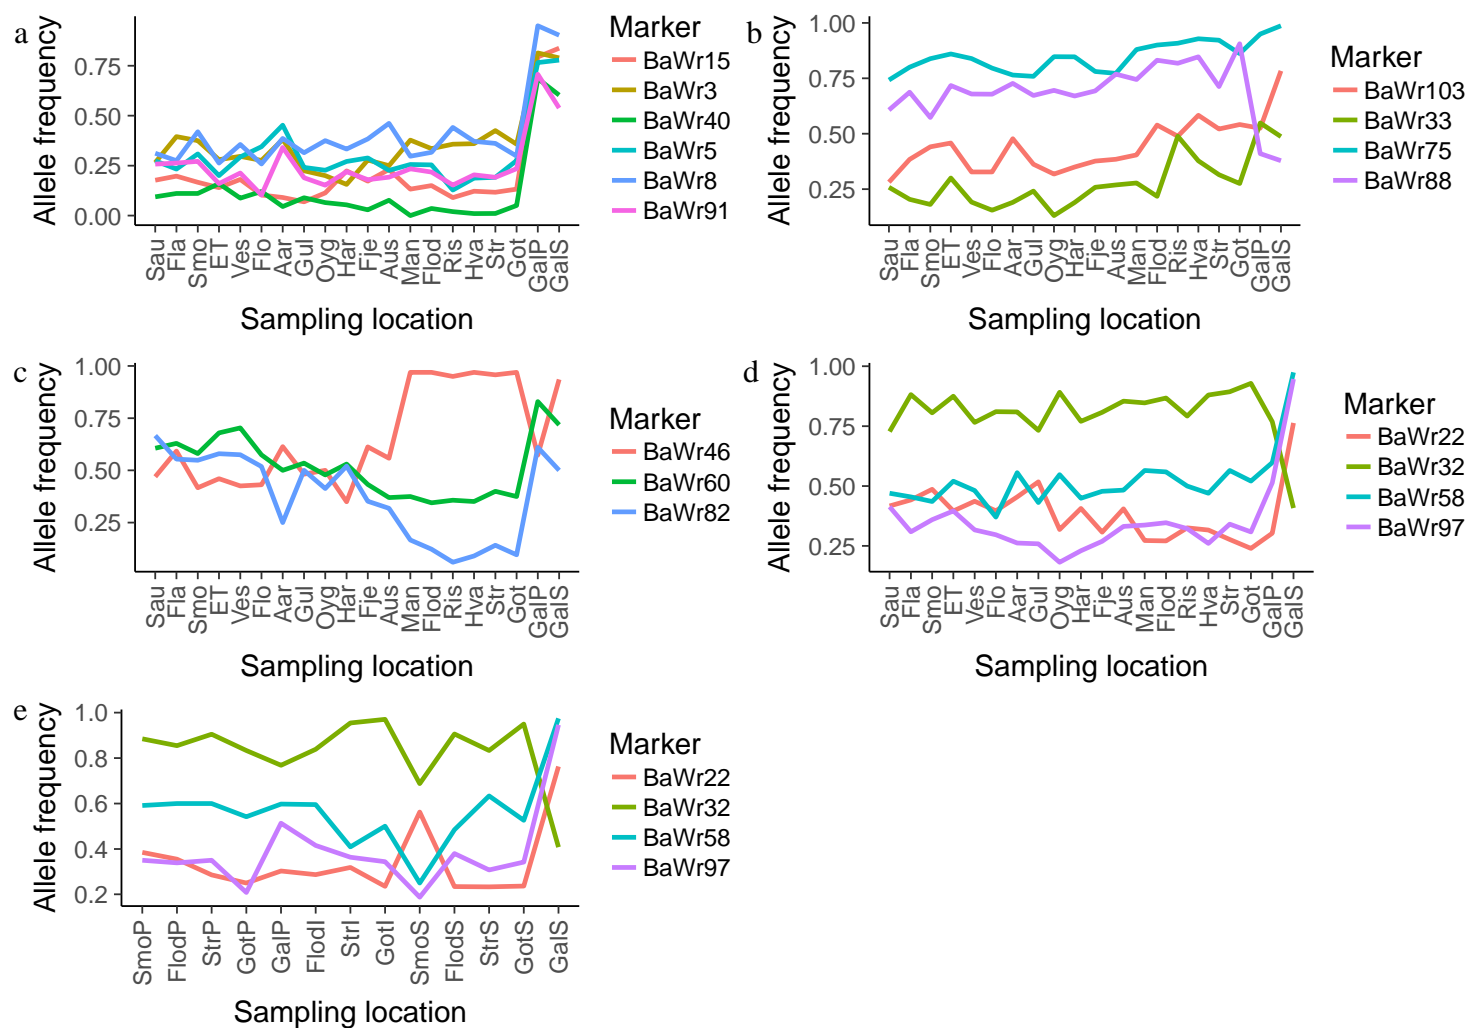 a
Allele frequency
0.75
0.50
0.25
0.00
Sau
Fla
Smo
ET
Ves
Flo
Aar
Gul
Oyg
Har
Fje
Aus
Man
Flod
Ris
Hva
Str
Got
GalP
GalS
Sampling location
Marker
BaWr15
BaWr3
BaWr40
BaWr5
BaWr8
BaWr91
b
Allele frequency
1.00
0.75
0.50
0.25
Sau
Fla
Smo
ET
Ves
Flo
Aar
Gul
Oyg
Har
Fje
Aus
Man
Flod
Ris
Hva
Str
Got
GalP
GalS
Sampling location
Marker
BaWr103
BaWr33
BaWr75
BaWr88
c
Allele frequency
1.00
0.75
0.50
0.25
Sau
Fla
Smo
ET
Ves
Flo
Aar
Gul
Oyg
Har
Fje
Aus
Man
Flod
Ris
Hva
Str
Got
GalP
GalS
Sampling location
Marker
BaWr46
BaWr60
BaWr82
d
Allele frequency
1.00
0.75
0.50
0.25
Sau
Fla
Smo
ET
Ves
Flo
Aar
Gul
Oyg
Har
Fje
Aus
Man
Flod
Ris
Hva
Str
Got
GalP
GalS
Sampling location
Marker
BaWr22
BaWr32
BaWr58
BaWr97
e
Allele frequency
1.0
0.8
0.6
0.4
0.2
SmoP
FlodP
StrP
GotP
GalP
FlodI
StrI
GotI
SmoS
FlodS
StrS
GotS
GalS
Sampling location
Marker
BaWr22
BaWr32
BaWr58
BaWr97